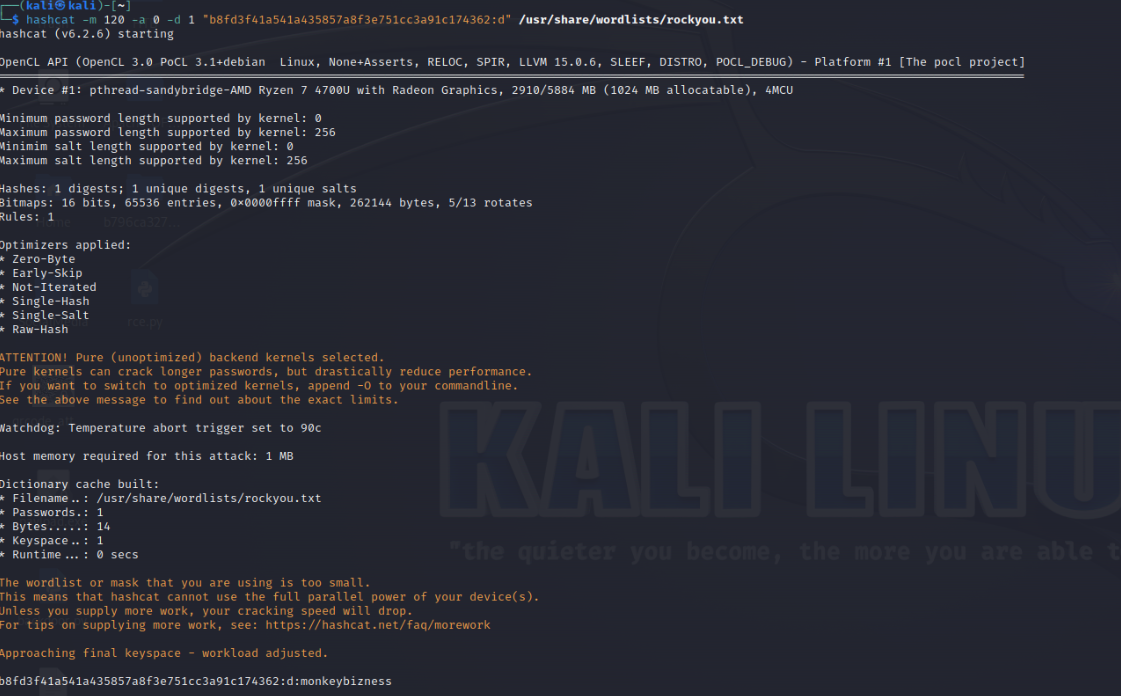 (kali㉿kali)-[~]
$ hashcat -m 120 -a 0 -d 1 "b8fd3f41a541a435857a8f3e751cc3a91c174362:d" /usr/share/wordlists/rockyou.txt
hashcat (v6.2.6) starting
OpenCL API (OpenCL 3.0 PoCL 3.1+debian  Linux, None+Asserts, RELOC, SPIR, LLVM 15.0.6, SLEEF, DISTRO, POCL_DEBUG) - Platform #1 [The pocl project]
* Device #1: pthread-sandybridge-AMD Ryzen 7 4700U with Radeon Graphics, 2910/5884 MB (1024 MB allocatable), 4MCU
Minimum password length supported by kernel: 0
Maximum password length supported by kernel: 256
Minimim salt length supported by kernel: 0
Maximum salt length supported by kernel: 256
Hashes: 1 digests; 1 unique digests, 1 unique salts
Bitmaps: 16 bits, 65536 entries, 0×0000ffff mask, 262144 bytes, 5/13 rotates
Rules: 1
Home
b796ca327...
Optimizers applied:
* Zero-Byte
* Early-Skip
* Not-Iterated
* Single-Hash
* Single-Salt
* Raw-Hash
rce.py
ATTENTION! Pure (unoptimized) backend kernels selected.
Pure kernels can crack longer passwords, but drastically reduce performance.
If you want to switch to optimized kernels, append -O to your commandline.
See the above message to find out about the exact limits.
Watchdog: Temperature abort trigger set to 90c
KALI LINU
Host memory required for this attack: 1 MB
Dictionary cache built:
* Filename..: /usr/share/wordlists/rockyou.txt
* Passwords.: 1
* Bytes.....: 14
* Keyspace..: 1
* Runtime...: 0 secs
"the quieter you become, the more you are able t
The wordlist or mask that you are using is too small.
This means that hashcat cannot use the full parallel power of your device(s).
Unless you supply more work, your cracking speed will drop.
For tips on supplying more work, see: https://hashcat.net/faq/morework
Approaching final keyspace - workload adjusted.
b8fd3f41a541a435857a8f3e751cc3a91c174362:d:monkeybizness